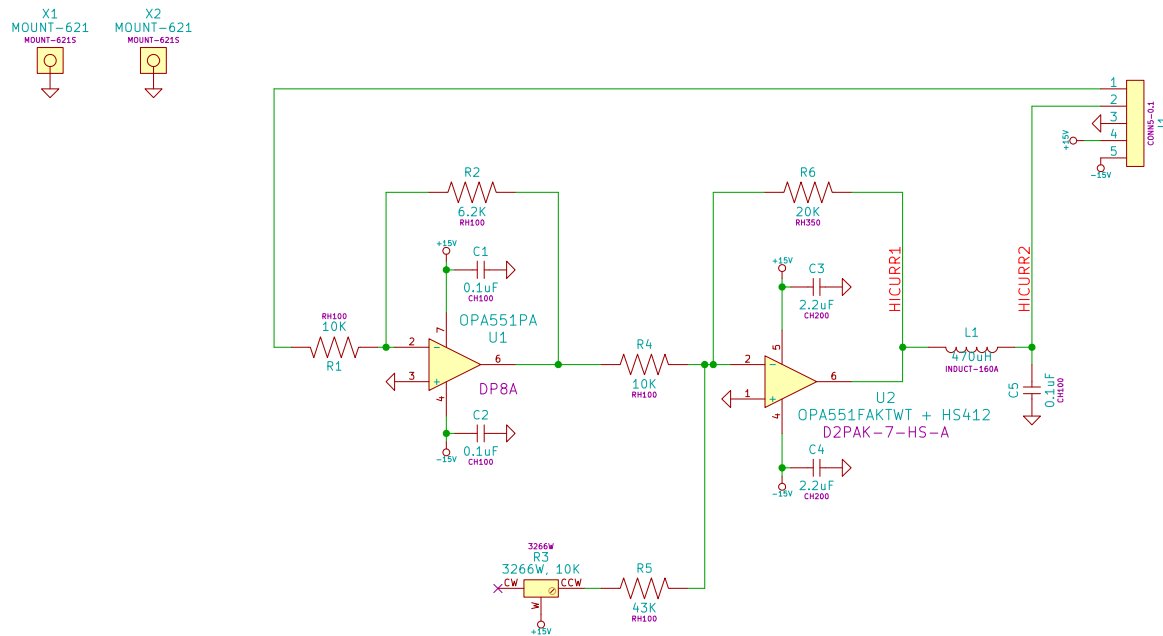 X1
MOUNT-621
MOUNT-621S
X2
MOUNT-621
MOUNT-621S
1
2
3
4
5
+15V
-15V
CONN5-0.1
R2
6.2K
RH100
R6
20K
RH350
+15V
C1
0.1uF
CH100
+15V
C3
2.2uF
CH200
HICURR1
HICURR2
RH100
10K
R1
OPA551PA
U1
7
2
-
6
3
+
4
DP8A
R4
10K
RH100
5
2
-
6
1
+
4
L1
470uH
INDUCT-160A
U2
OPA551FAKTWT + HS412
D2PAK-7-HS-A
C5
0.1uF
CH100
C2
0.1uF
CH100
-15V
C4
2.2uF
CH200
-15V
3266W
R3
3266W, 10K
CW
CCW
W
+15V
R5
43K
RH100